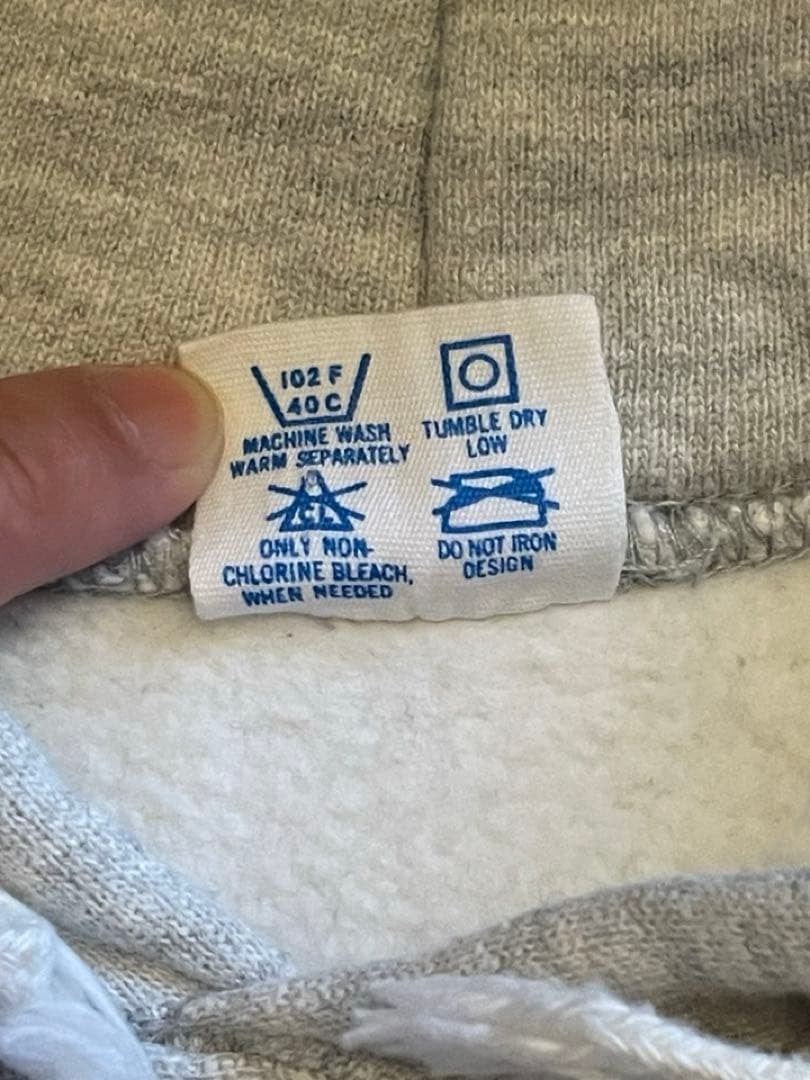 102 F
40 C
MACHINE WASH
WARM SEPARATELY
TUMBLE DRY
LOW
CL
ONLY NON-
CHLORINE BLEACH,
WHEN NEEDED
DO NOT IRON
DESIGN